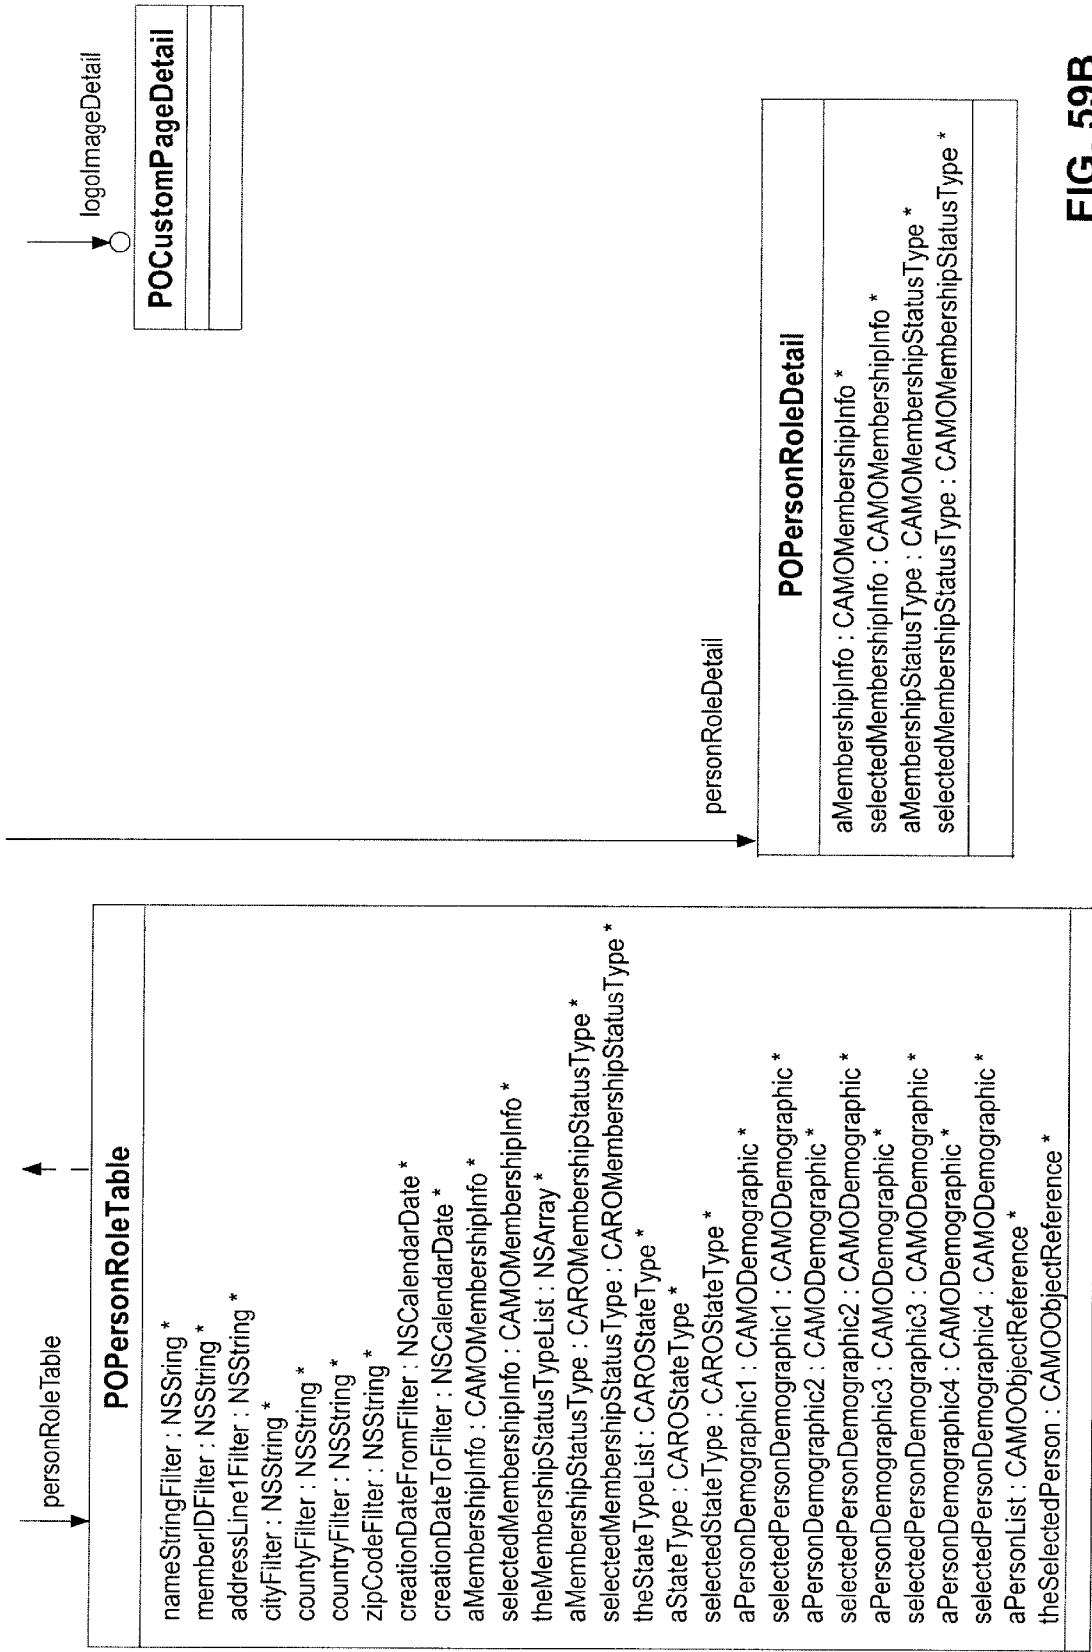 personRoleTable
POPersonRoleTable
nameStringFilter : NSString *
memberIDFilter : NSString *
addressLine1Filter : NSString *
cityFilter : NSString *
countyFilter : NSString *
countryFilter : NSString *
zipCodeFilter : NSString *
creationDateFromFilter : NSCalendarDate *
creationDateToFilter : NSCalendarDate *
aMembershipInfo : CAMOMembershipInfo *
selectedMembershipInfo : CAMOMembershipInfo *
theMembershipStatusTypeList : NSArray *
aMembershipStatusType : CAROMembershipStatusType *
selectedMembershipStatusType : CAROMembershipStatusType *
theStateTypeList : CAROStateType *
aStateType : CAROStateType *
selectedStateType : CAROStateType *
aPersonDemographic1 : CAMODemographic *
selectedPersonDemographic1 : CAMODemographic *
aPersonDemographic2 : CAMODemographic *
selectedPersonDemographic2 : CAMODemographic *
aPersonDemographic3 : CAMODemographic *
selectedPersonDemographic3 : CAMODemographic *
aPersonDemographic4 : CAMODemographic *
selectedPersonDemographic4 : CAMODemographic *
aPersonList : CAMOObjectReference *
theSelectedPerson : CAMOObjectReference *
personRoleDetail
POPersonRoleDetail
aMembershipInfo : CAMOMembershipInfo *
selectedMembershipInfo : CAMOMembershipInfo *
aMembershipStatusType : CAMOMembershipStatusType *
selectedMembershipStatusType : CAMOMembershipStatusType *
logoImageDetail
POCustomPageDetail
FIG. 59B